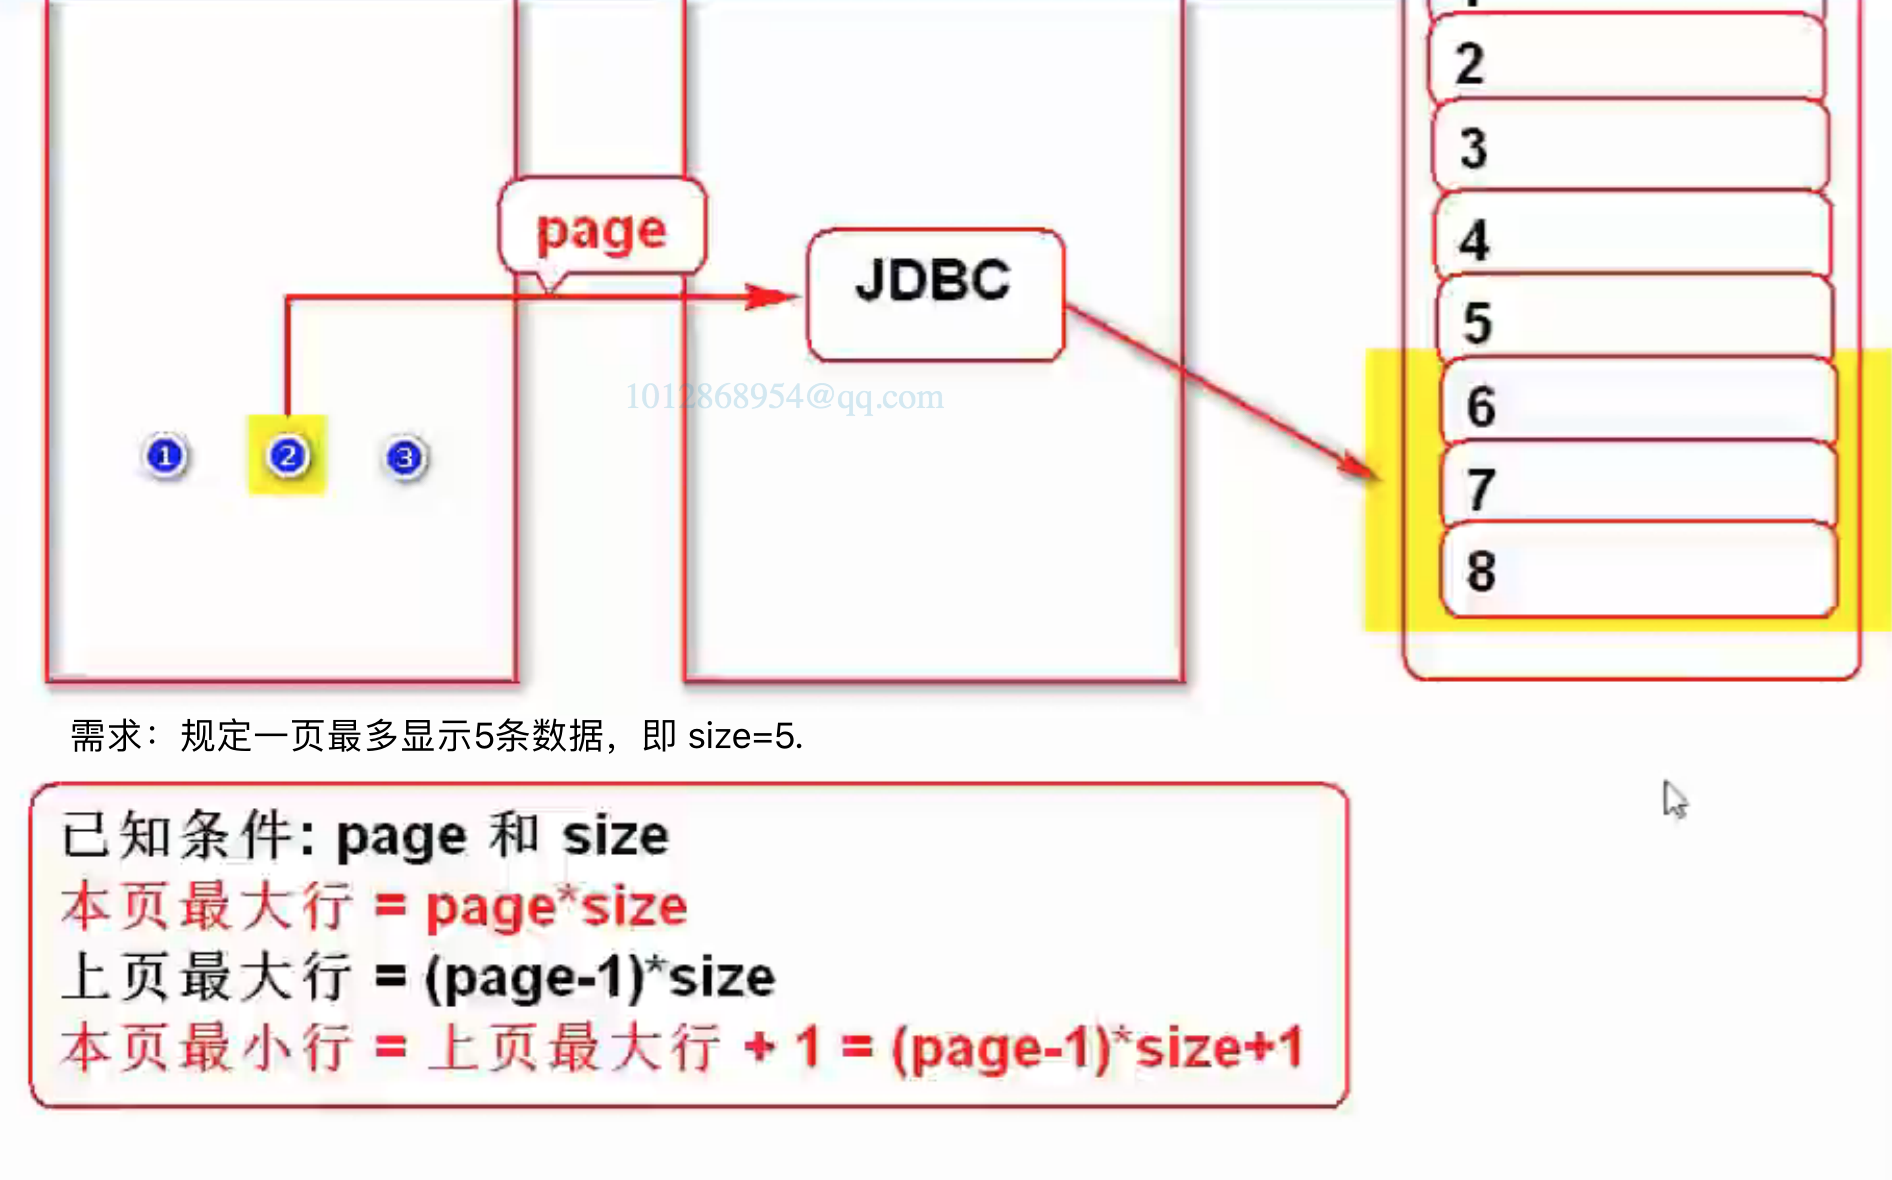 2
3
page
4
JDBC
5
1012868954@qq.com
6
1 2 3
7
8
需求：规定一页最多显示5条数据，即 size=5.
已知条件: page 和 size
本页最大行 = page*size
上页最大行 = (page-1)*size
本页最小行 = 上页最大行 + 1 = (page-1)*size+1